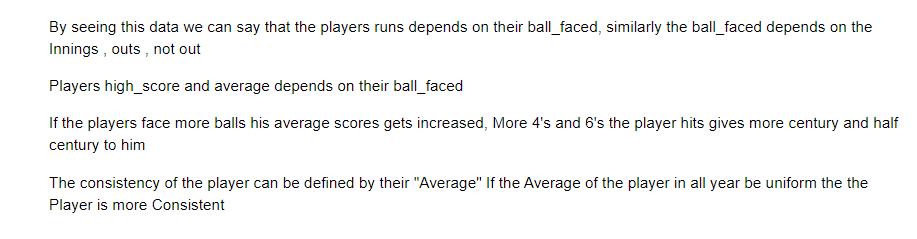 By seeing this data we can say that the players runs depends on their ball_faced, similarly the ball_faced depends on the
Innings , outs , not out
Players high_score and average depends on their ball_faced
If the players face more balls his average scores gets increased, More 4's and 6's the player hits gives more century and half
century to him
The consistency of the player can be defined by their "Average" If the Average of the player in all year be uniform the the
Player is more Consistent